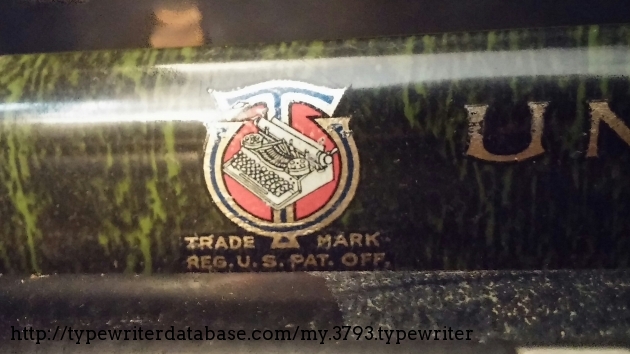 UN
TRADE MARK
REG. U. S. PAT. OFF.
http://typewriterdatabase.com/my.3793.typewriter